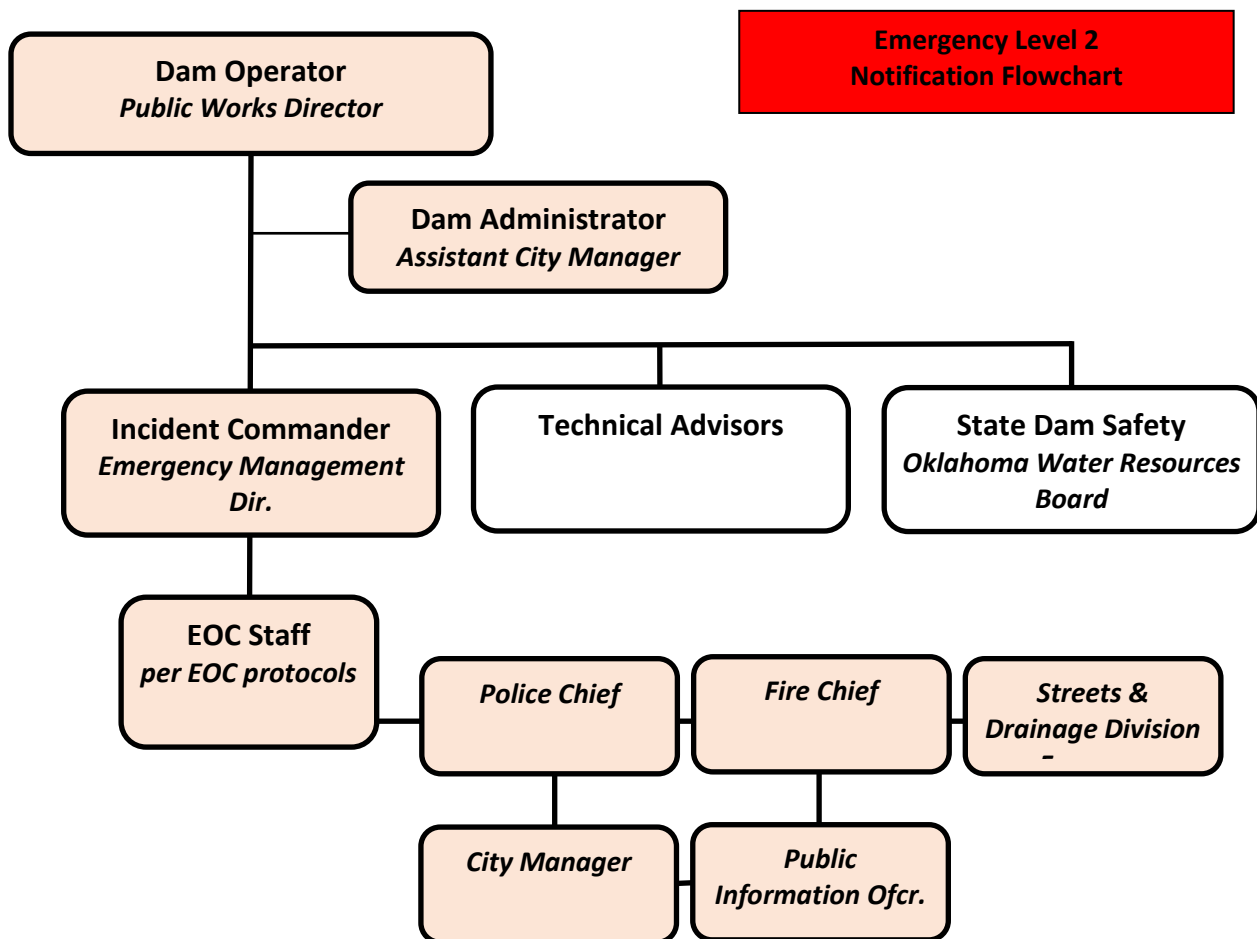 Emergency Level 2
Notification Flowchart
Dam Operator
Public Works Director
Dam Administrator
Assistant City Manager
Incident Commander
Emergency Management
Dir.
Technical Advisors
State Dam Safety
Oklahoma Water Resources
Board
EOC Staff
per EOC protocols
Police Chief
Fire Chief
Streets &
Drainage Division
-
City Manager
Public
Information Ofcr.